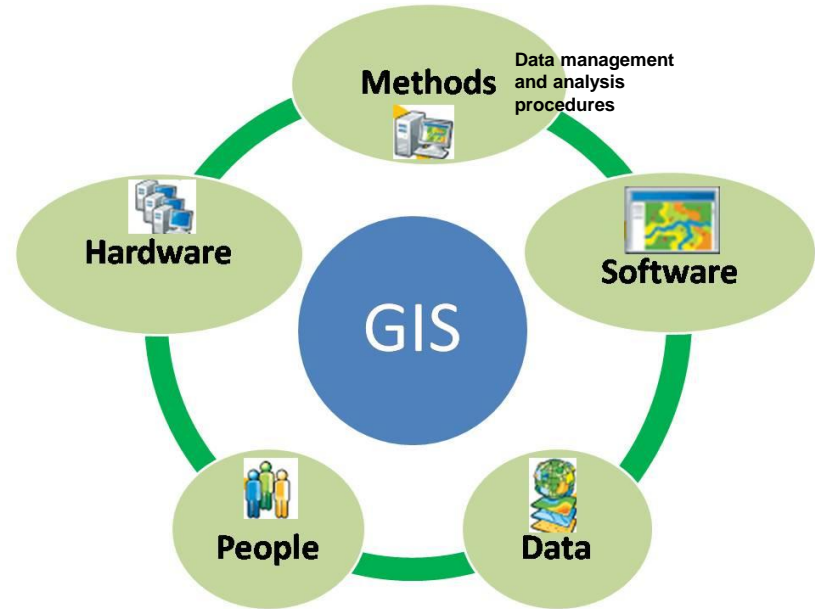 Methods
Data management
and analysis
procedures
Hardware
Software
GIS
People
Data